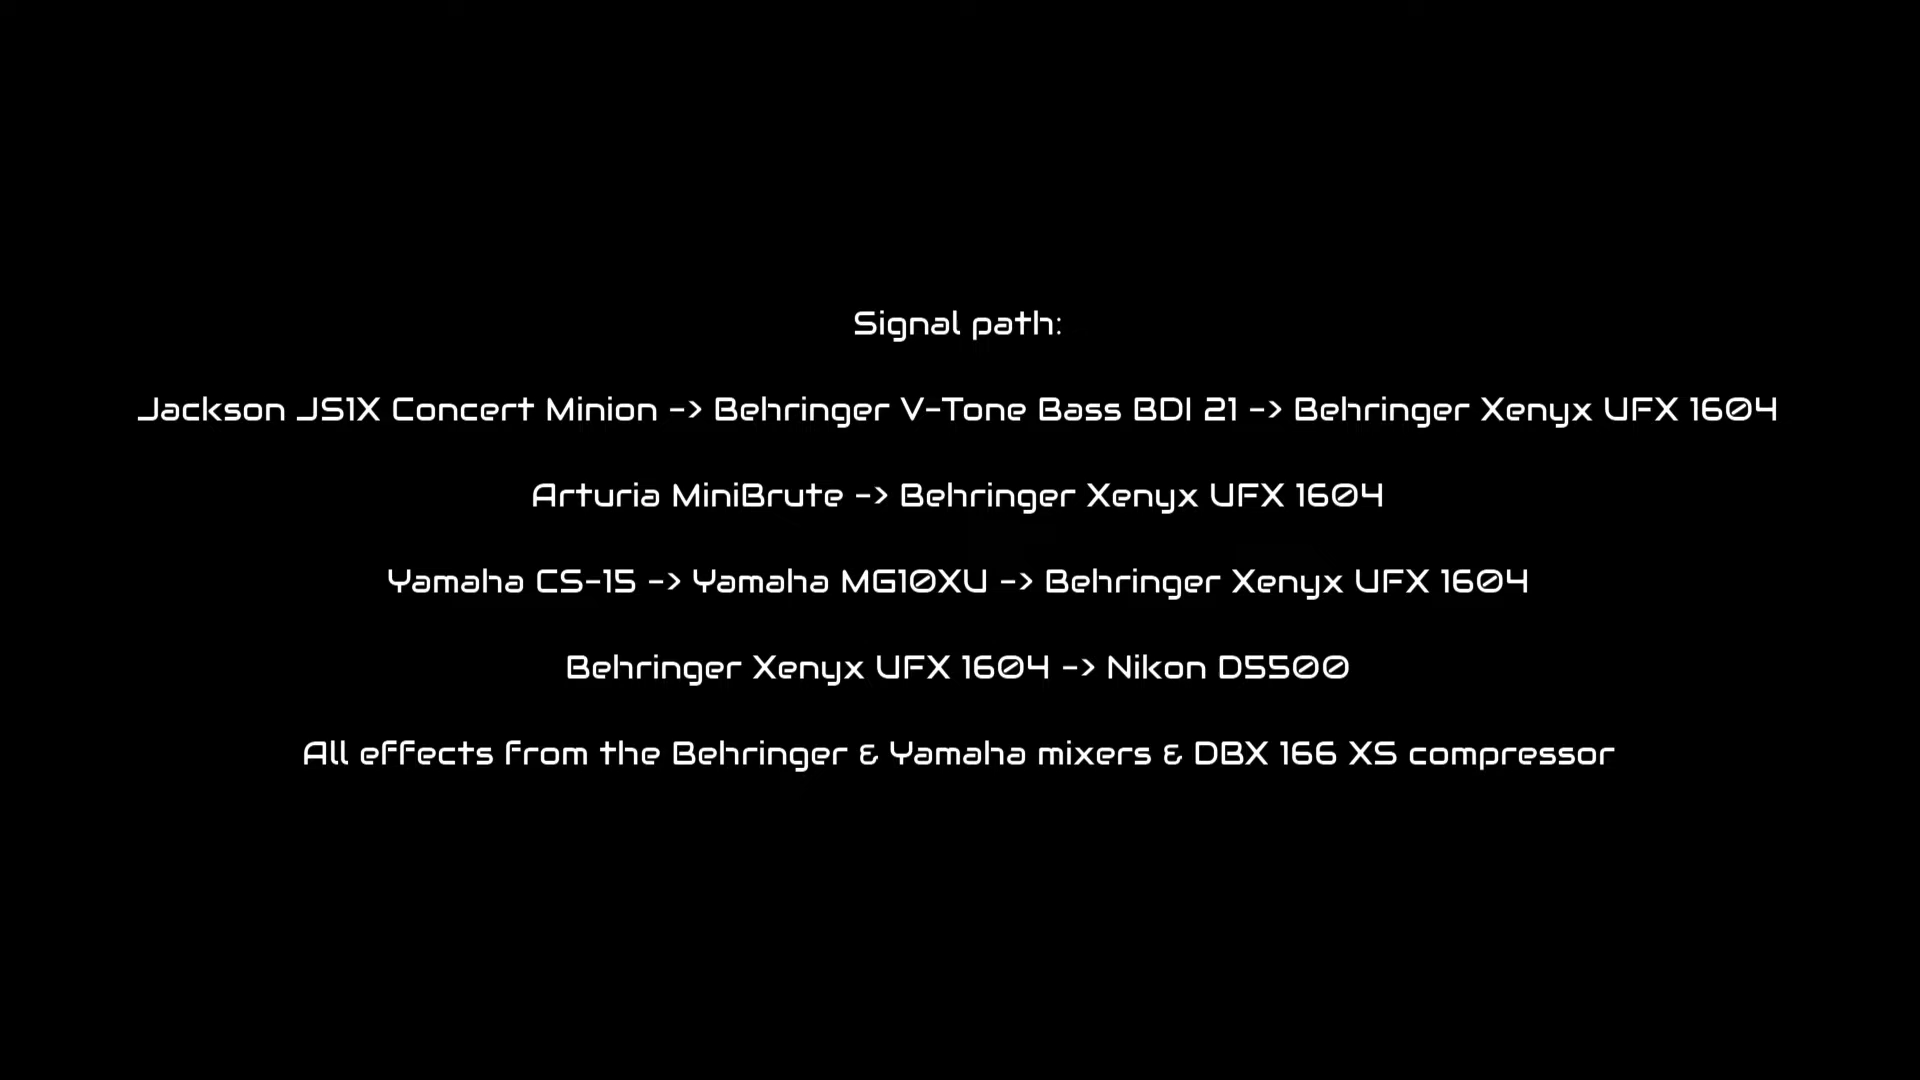 Signal path:
Jackson JS1X Concert Minion -> Behringer V-Tone Bass BDI 21 -> Behringer Xenyx UFX 1604
Arturia MiniBrute -> Behringer Xenyx UFX 1604
Yamaha CS-15 -> Yamaha MG10XU -> Behringer Xenyx UFX 1604
Behringer Xenyx UFX 1604 -> Nikon D5500
All effects from the Behringer & Yamaha mixers & DBX 166 XS compressor